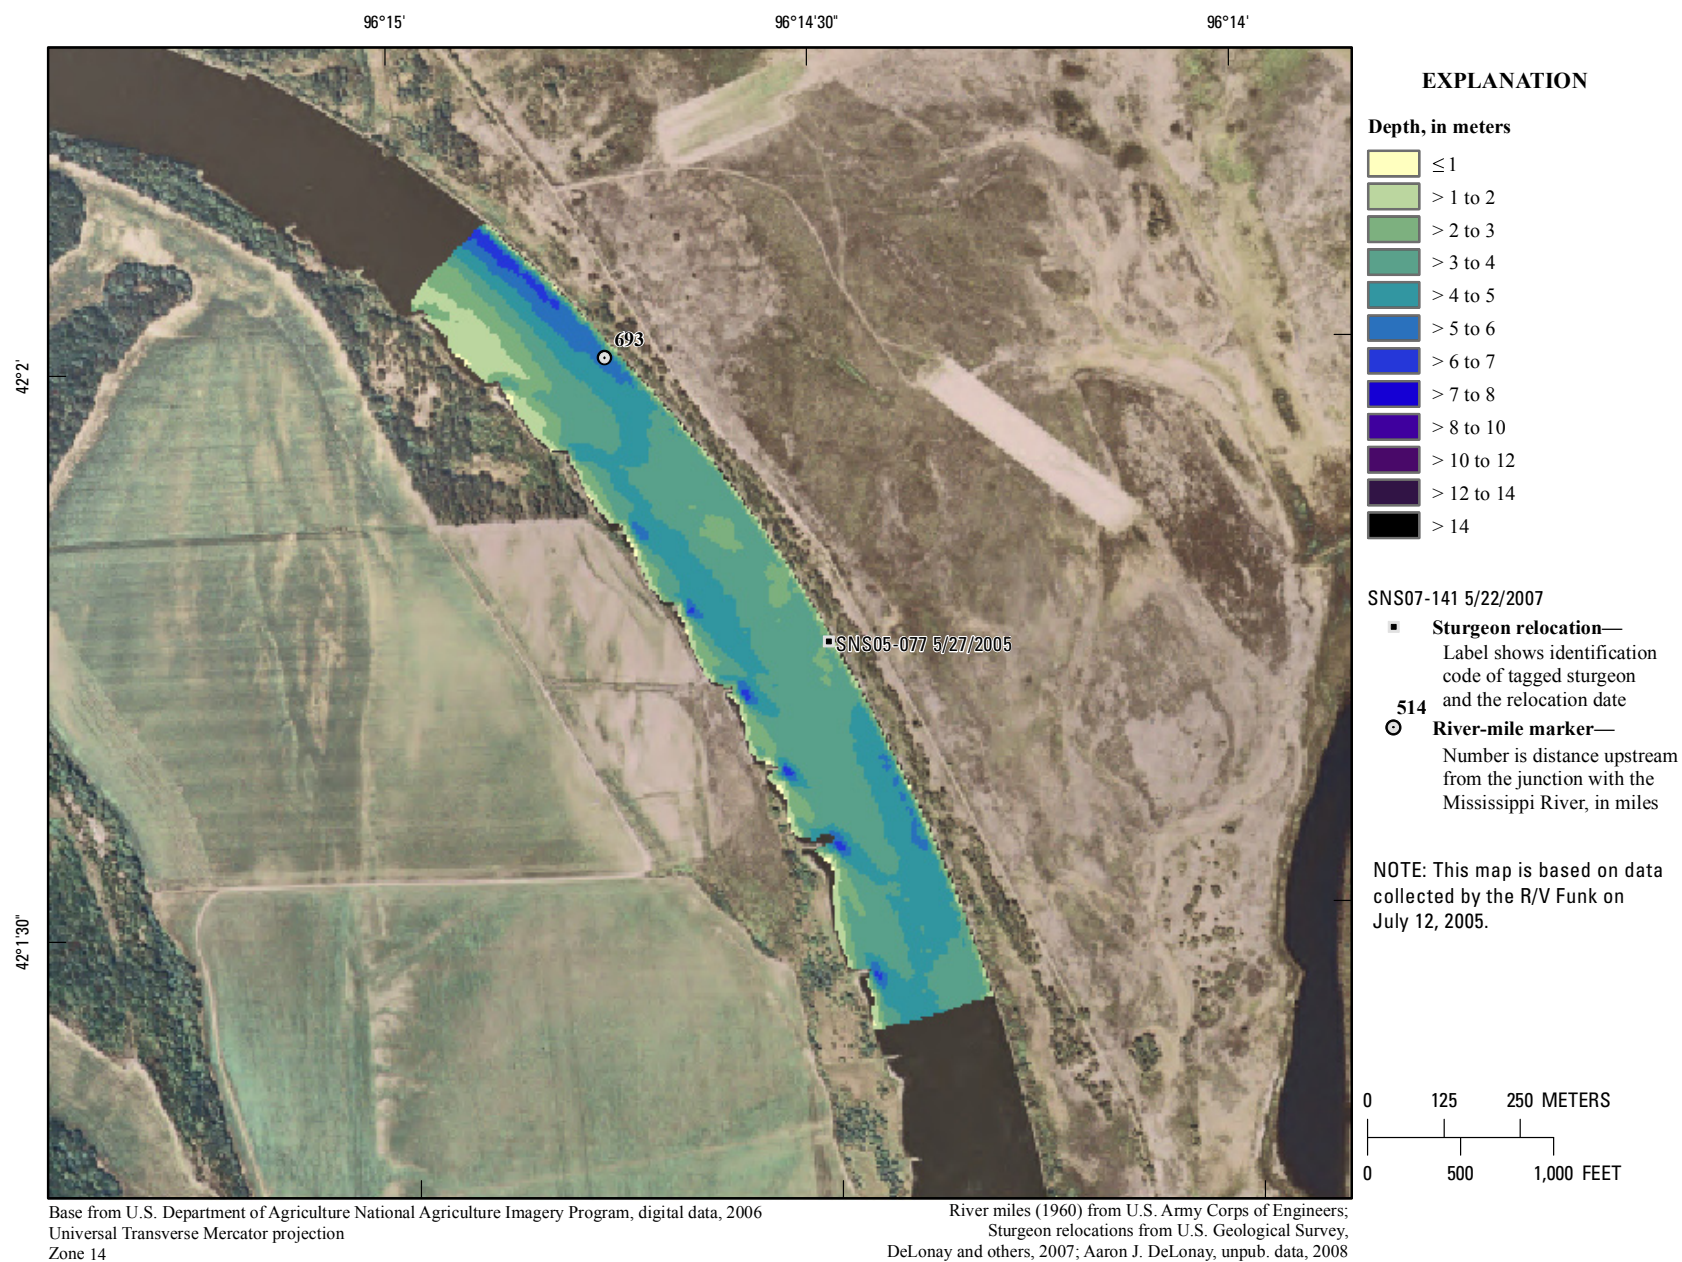 96°15'
96°14'30"
96°14'
42°2'
42°1'30"
693
SNS05-077 5/27/2005
EXPLANATION
Depth, in meters
≤ 1
> 1 to 2
> 2 to 3
> 3 to 4
> 4 to 5
> 5 to 6
> 6 to 7
> 7 to 8
> 8 to 10
> 10 to 12
> 12 to 14
> 14
SNS07-141 5/22/2007
Sturgeon relocation—
Label shows identification
code of tagged sturgeon
and the relocation date
514
River-mile marker—
Number is distance upstream
from the junction with the
Mississippi River, in miles
NOTE: This map is based on data
collected by the R/V Funk on
July 12, 2005.
0 125 250 METERS
0 500 1,000 FEET
Base from U.S. Department of Agriculture National Agriculture Imagery Program, digital data, 2006
Universal Transverse Mercator projection
Zone 14
River miles (1960) from U.S. Army Corps of Engineers;
Sturgeon relocations from U.S. Geological Survey,
DeLonay and others, 2007; Aaron J. DeLonay, unpub. data, 2008